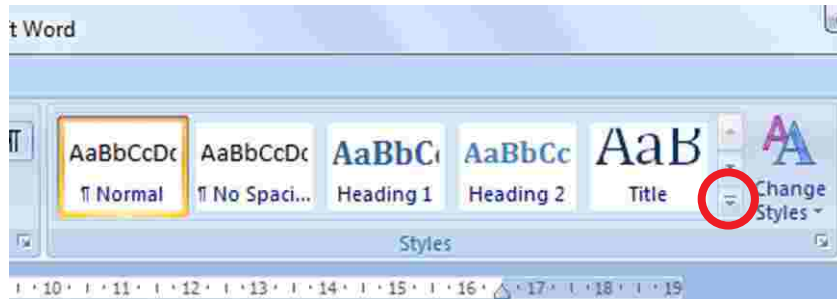 t Word
¶
AaBbCcDc AaBbCcDc AaBbC AaBbCc AaB
¶ Normal ¶ No Spaci... Heading 1 Heading 2 Title
Change
Styles
Styles
10 11 12 13 14 15 16 17 18 19